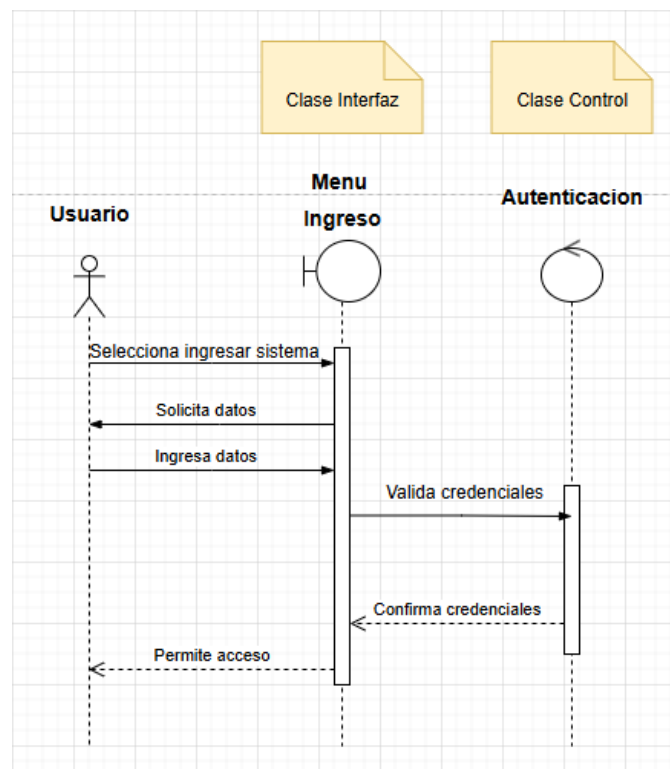 Clase Interfaz
Clase Control
Menu
Ingreso
Autenticacion
Usuario
Selecciona ingresar sistema
Solicita datos
Ingresa datos
Valida credenciales
Confirma credenciales
Permite acceso